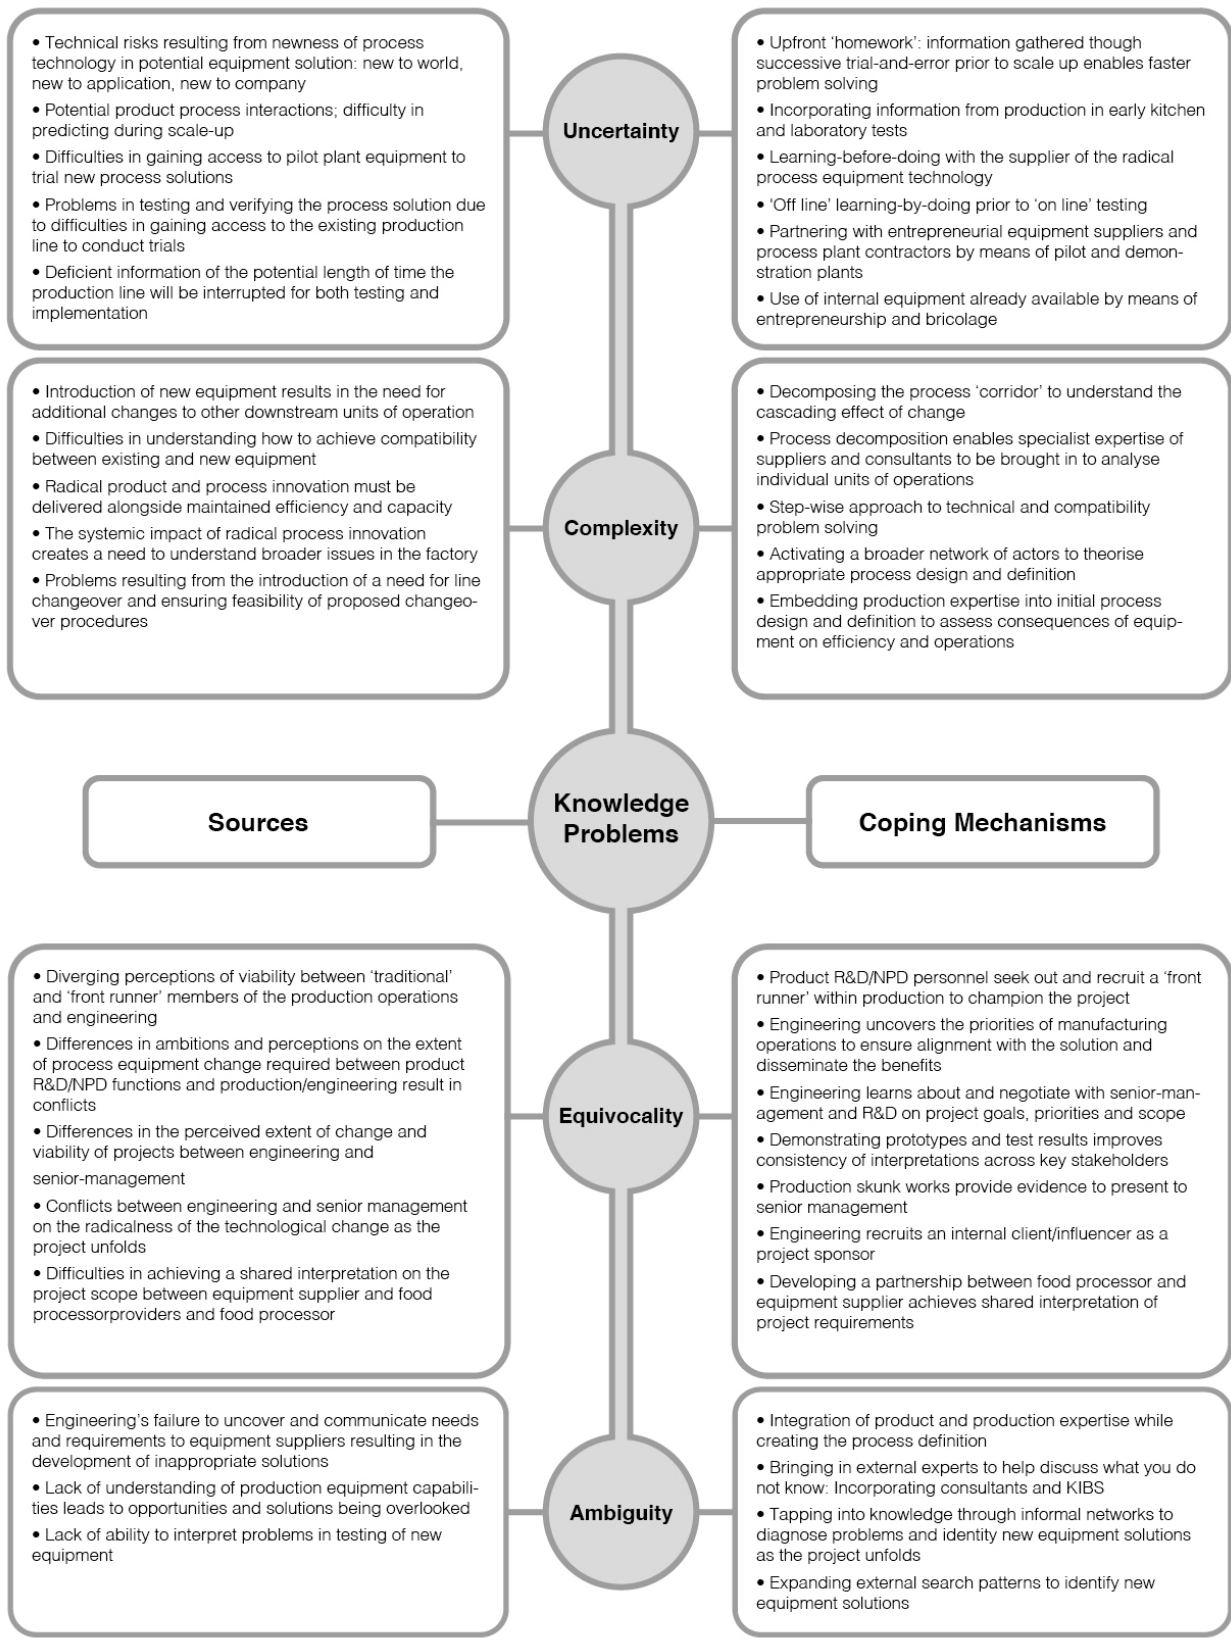 • Technical risks resulting from newness of process
technology in potential equipment solution: new to world,
new to application, new to company
• Potential product process interactions; difficulty in
predicting during scale-up
• Difficulties in gaining access to pilot plant equipment to
trial new process solutions
• Problems in testing and verifying the process solution due
to difficulties in gaining access to the existing production
line to conduct trials
• Deficient information of the potential length of time the
production line will be interrupted for both testing and
implementation
Uncertainty
• Upfront ‘homework’: information gathered though
successive trial-and-error prior to scale up enables faster
problem solving
• Incorporating information from production in early kitchen
and laboratory tests
• Learning-before-doing with the supplier of the radical
process equipment technology
• 'Off line’ learning-by-doing prior to ‘on line’ testing
• Partnering with entrepreneurial equipment suppliers and
process plant contractors by means of pilot and demon-
stration plants
• Use of internal equipment already available by means of
entrepreneurship and bricolage
• Introduction of new equipment results in the need for
additional changes to other downstream units of operation
• Difficulties in understanding how to achieve compatibility
between existing and new equipment
• Radical product and process innovation must be
delivered alongside maintained efficiency and capacity
• The systemic impact of radical process innovation
creates a need to understand broader issues in the factory
• Problems resulting from the introduction of a need for line
changeover and ensuring feasibility of proposed changeo-
ver procedures
Complexity
• Decomposing the process ‘corridor’ to understand the
cascading effect of change
• Process decomposition enables specialist expertise of
suppliers and consultants to be brought in to analyse
individual units of operations
• Step-wise approach to technical and compatibility
problem solving
• Activating a broader network of actors to theorise
appropriate process design and definition
• Embedding production expertise into initial process
design and definition to assess consequences of equip-
ment on efficiency and operations
Sources
Knowledge
Problems
Coping Mechanisms
• Diverging perceptions of viability between ‘traditional’
and ‘front runner’ members of the production operations
and engineering
• Differences in ambitions and perceptions on the extent
of process equipment change required between product
R&D/NPD functions and production/engineering result in
conflicts
• Differences in the perceived extent of change and
viability of projects between engineering and
senior-management
• Conflicts between engineering and senior management
on the radicalness of the technological change as the
project unfolds
• Difficulties in achieving a shared interpretation on the
project scope between equipment supplier and food
processorproviders and food processor
Equivocality
• Product R&D/NPD personnel seek out and recruit a ‘front
runner’ within production to champion the project
• Engineering uncovers the priorities of manufacturing
operations to ensure alignment with the solution and
disseminate the benefits
• Engineering learns about and negotiate with senior-man-
agement and R&D on project goals, priorities and scope
• Demonstrating prototypes and test results improves
consistency of interpretations across key stakeholders
• Production skunk works provide evidence to present to
senior management
• Engineering recruits an internal client/influencer as a
project sponsor
• Developing a partnership between food processor and
equipment supplier achieves shared interpretation of
project requirements
• Engineering’s failure to uncover and communicate needs
and requirements to equipment suppliers resulting in the
development of inappropriate solutions
• Lack of understanding of production equipment capabili-
ties leads to opportunities and solutions being overlooked
• Lack of ability to interpret problems in testing of new
equipment
Ambiguity
• Integration of product and production expertise while
creating the process definition
• Bringing in external experts to help discuss what you do
not know: Incorporating consultants and KIBS
• Tapping into knowledge through informal networks to
diagnose problems and identity new equipment solutions
as the project unfolds
• Expanding external search patterns to identify new
equipment solutions